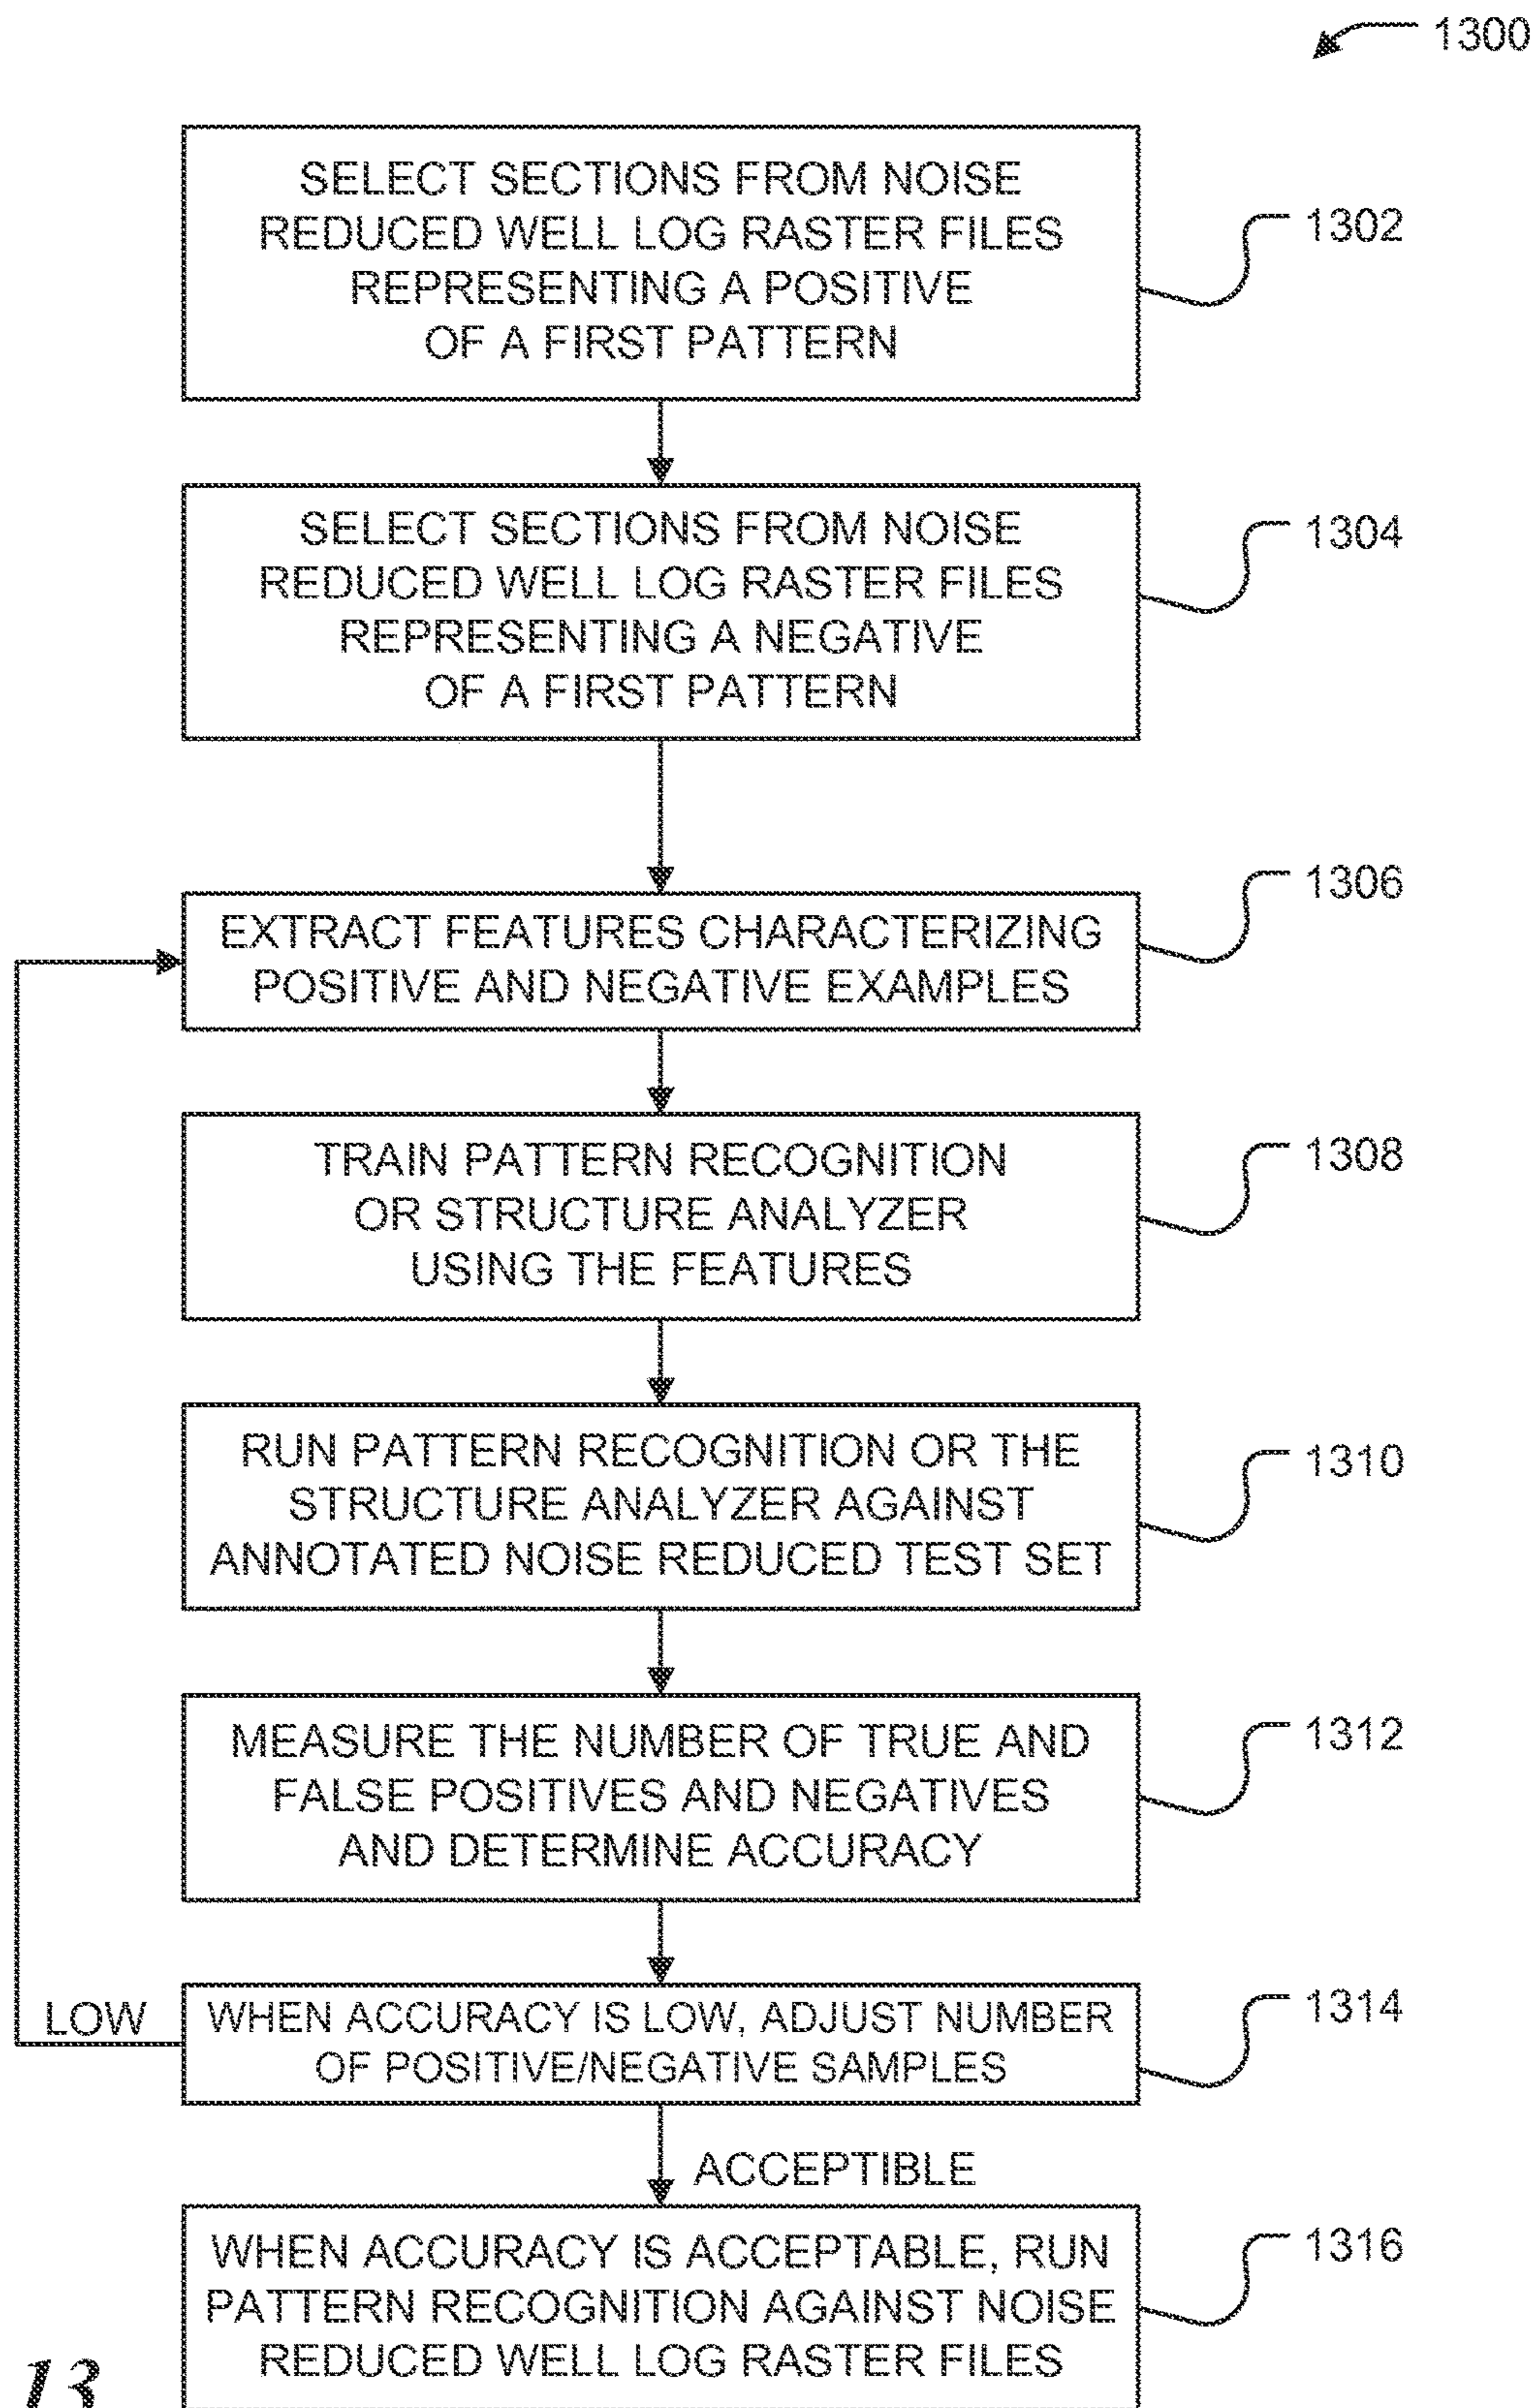 1300
SELECT SECTIONS FROM NOISE
REDUCED WELL LOG RASTER FILES
REPRESENTING A POSITIVE
OF A FIRST PATTERN
1302
SELECT SECTIONS FROM NOISE
REDUCED WELL LOG RASTER FILES
REPRESENTING A NEGATIVE
OF A FIRST PATTERN
1304
EXTRACT FEATURES CHARACTERIZING
POSITIVE AND NEGATIVE EXAMPLES
1306
TRAIN PATTERN RECOGNITION
OR STRUCTURE ANALYZER
USING THE FEATURES
1308
RUN PATTERN RECOGNITION OR THE
STRUCTURE ANALYZER AGAINST
ANNOTATED NOISE REDUCED TEST SET
1310
MEASURE THE NUMBER OF TRUE AND
FALSE POSITIVES AND NEGATIVES
AND DETERMINE ACCURACY
1312
LOW
WHEN ACCURACY IS LOW, ADJUST NUMBER
OF POSITIVE/NEGATIVE SAMPLES
1314
ACCEPTIBLE
WHEN ACCURACY IS ACCEPTABLE, RUN
PATTERN RECOGNITION AGAINST NOISE
REDUCED WELL LOG RASTER FILES
1316
13